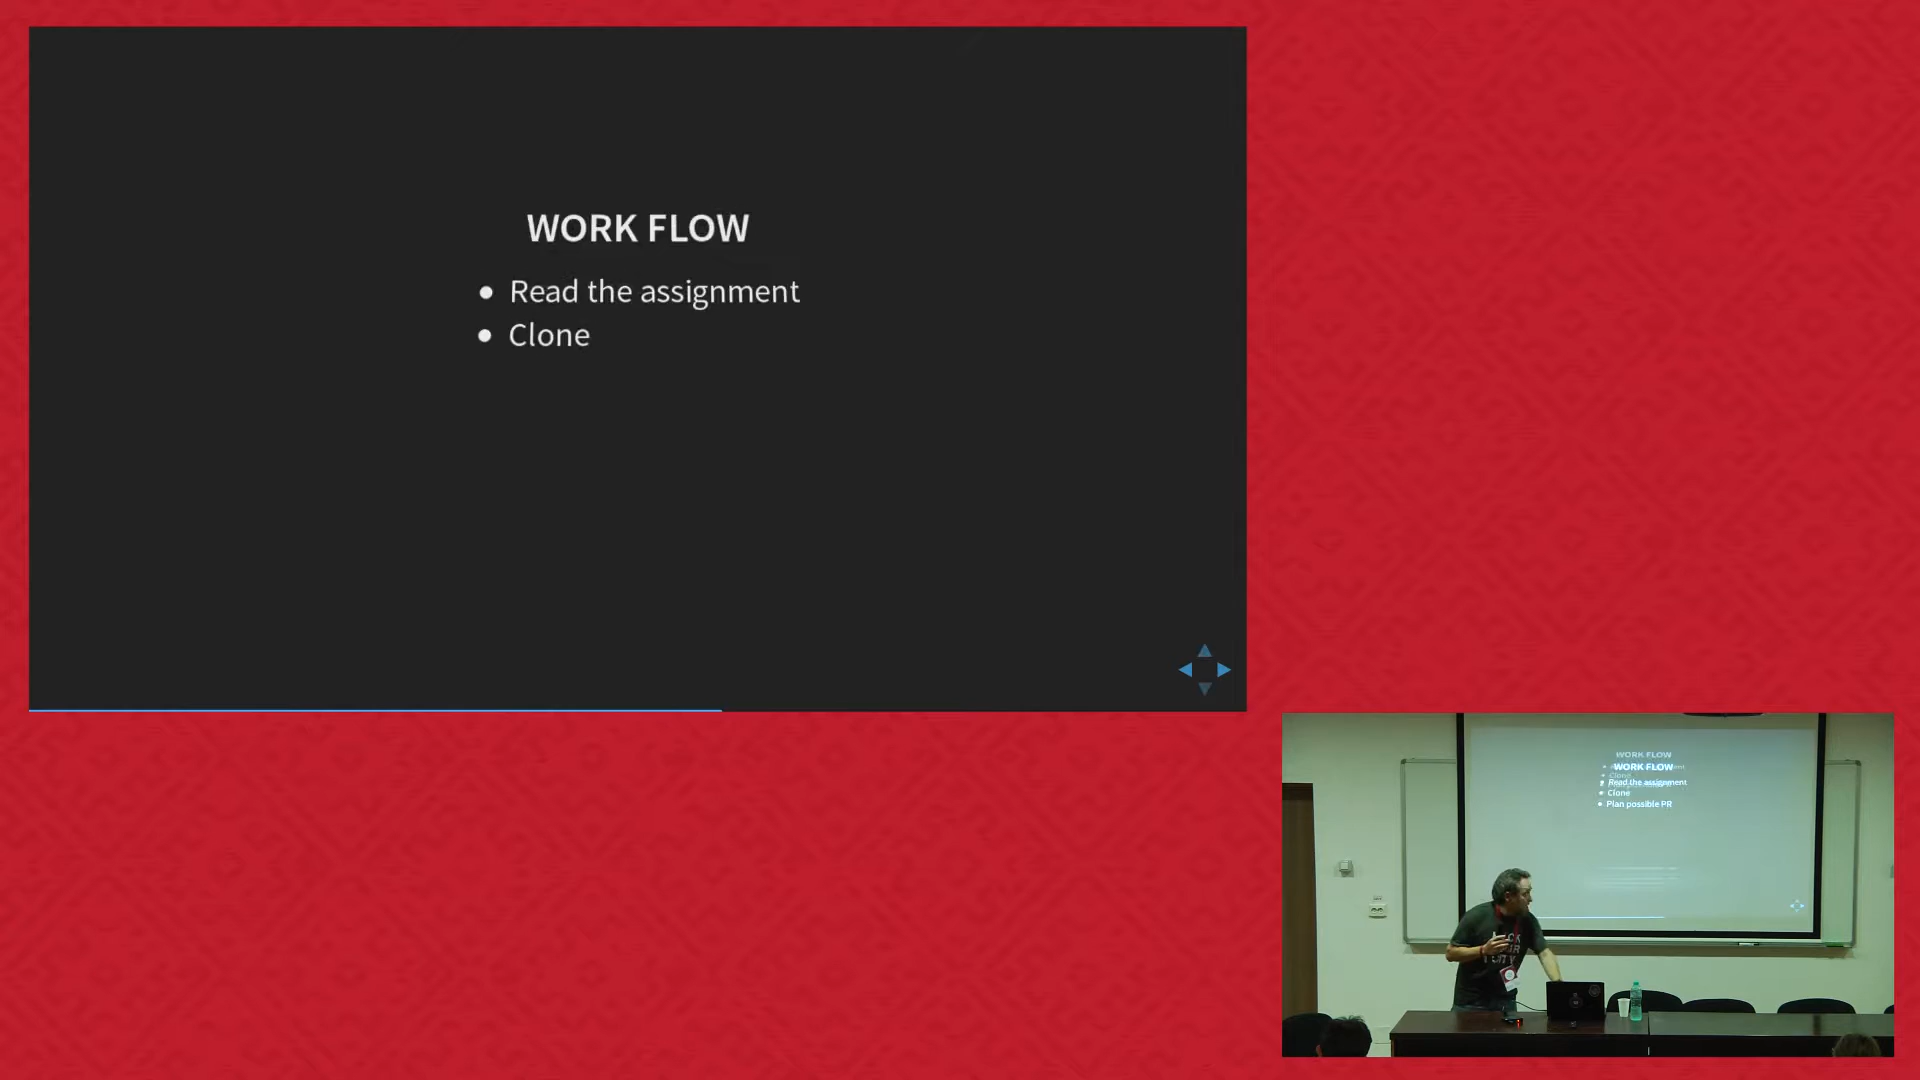 WORK FLOW
Read the assignment
Clone
WORK FLOW
WORK FLOW
Read the assignment
Clone
Plan possible PR